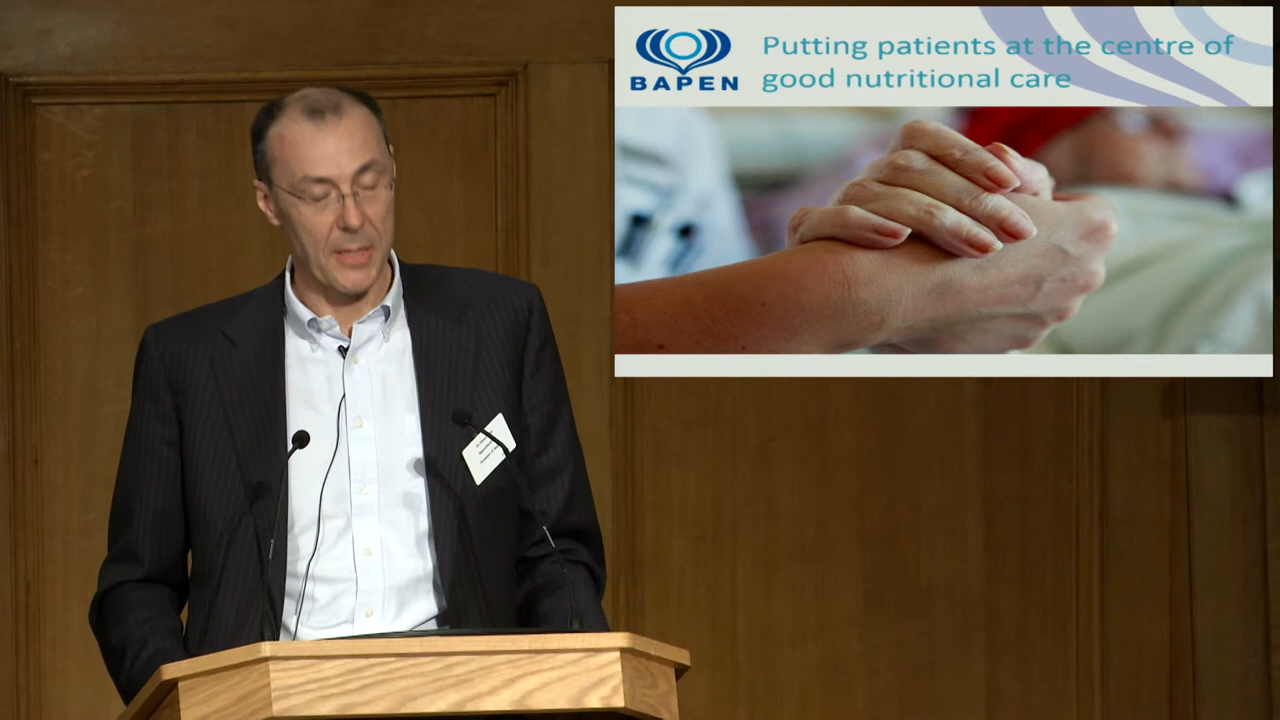 BAPEN
Putting patients at the centre of
good nutritional care